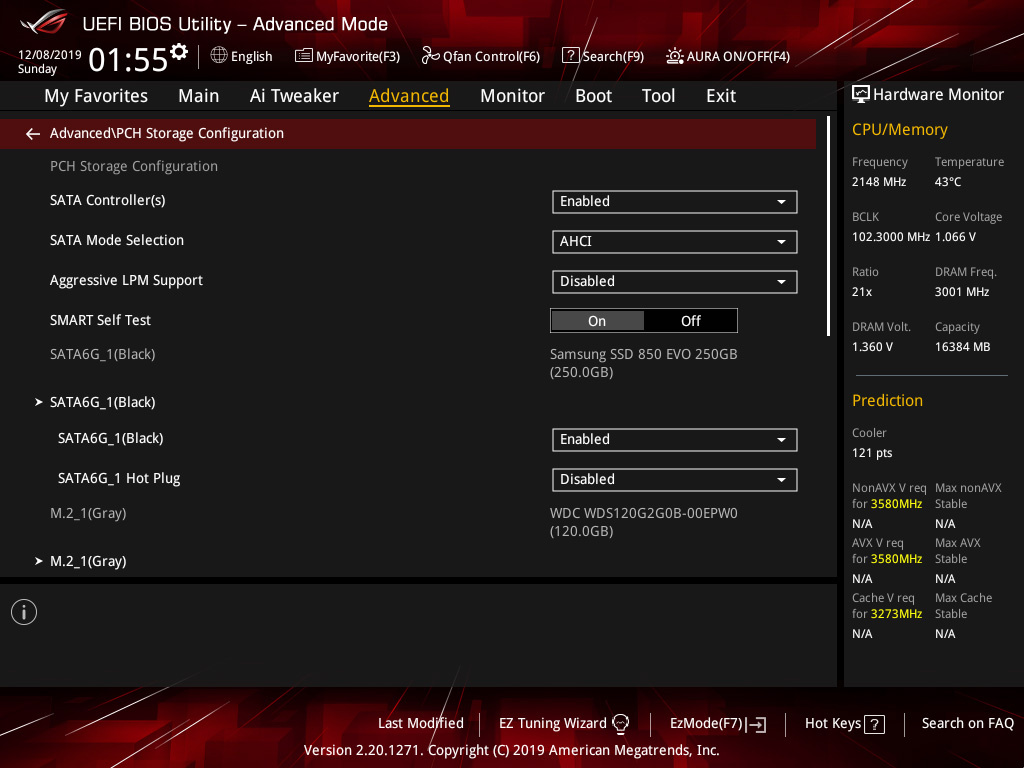 UEFI BIOS Utility – Advanced Mode
12/08/2019
Sunday
01:55
English
MyFavorite(F3)
Qfan Control(F6)
? Search(F9)
AURA ON/OFF(F4)
My Favorites Main Ai Tweaker Advanced Monitor Boot Tool Exit
← Advanced\PCH Storage Configuration
PCH Storage Configuration
SATA Controller(s) Enabled
SATA Mode Selection AHCI
Aggressive LPM Support Disabled
SMART Self Test On Off
SATA6G_1(Black) Samsung SSD 850 EVO 250GB
(250.0GB)
SATA6G_1(Black)
SATA6G_1(Black) Enabled
SATA6G_1 Hot Plug Disabled
M.2_1(Gray) WDC WDS120G2G0B-00EPW0
(120.0GB)
M.2_1(Gray)
Hardware Monitor
CPU/Memory
Frequency Temperature
2148 MHz 43°C
BCLK Core Voltage
102.3000 MHz 1.066 V
Ratio DRAM Freq.
21x 3001 MHz
DRAM Volt. Capacity
1.360 V 16384 MB
Prediction
Cooler
121 pts
NonAVX V req Max nonAVX
for 3580MHz Stable
N/A N/A
AVX V req Max AVX
for 3580MHz Stable
N/A N/A
Cache V req Max Cache
for 3273MHz Stable
N/A N/A
i
Last Modified
EZ Tuning Wizard
EzMode(F7)
Hot Keys ?
Search on FAQ
Version 2.20.1271. Copyright (C) 2019 American Megatrends, Inc.